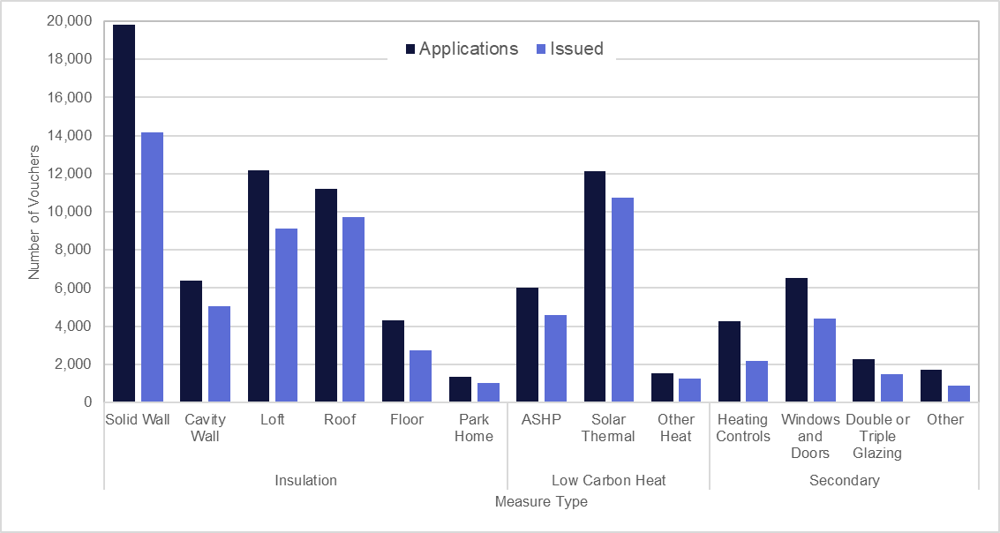 20,000
18,000
16,000
14,000
12,000
10,000
8,000
6,000
4,000
2,000
0
Number of Vouchers
Applications Issued
Solid Wall
Cavity
Wall
Loft
Roof
Floor
Park
Home
ASHP
Solar
Thermal
Other
Heat
Heating
Controls
Windows
and
Doors
Double or
Triple
Glazing
Other
Insulation
Low Carbon Heat
Secondary
Measure Type